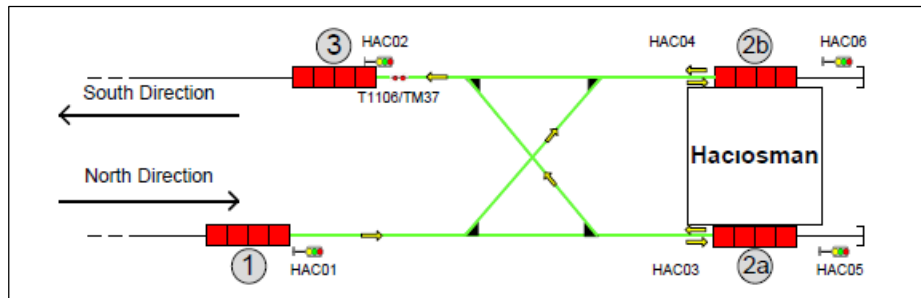 3
HAC02
HAC04
2b
HAC06
T1106/TM37
South Direction
Hacıosman
North Direction
1
HAC01
HAC03
2a
HAC05